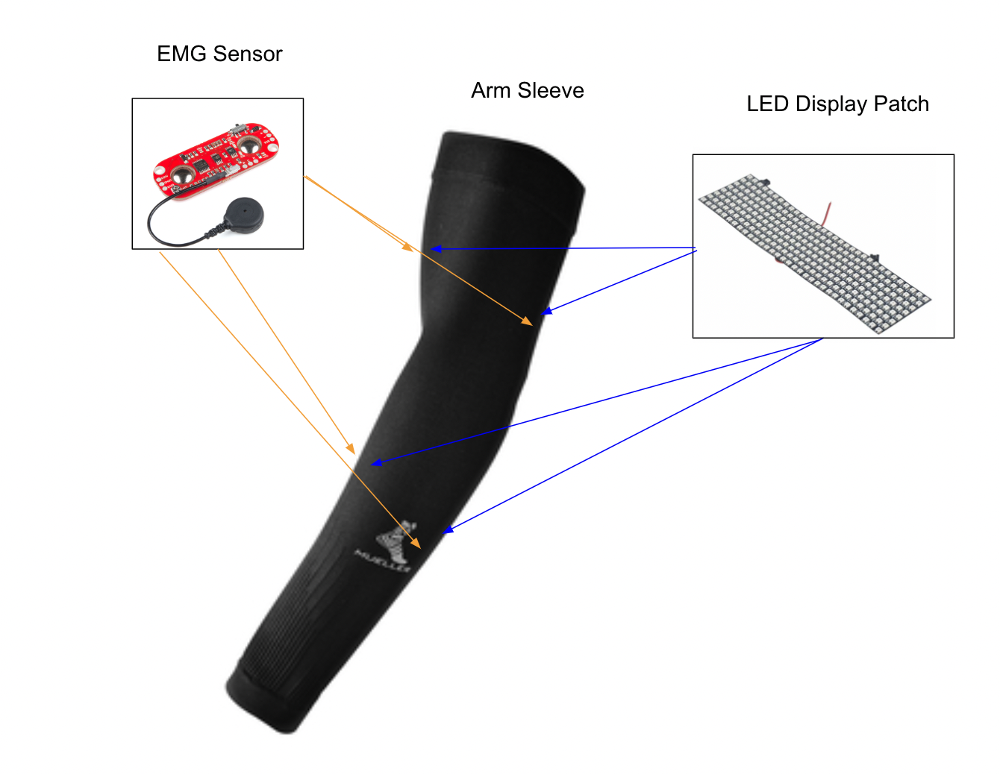 EMG Sensor
Arm Sleeve
LED Display Patch
MUELLER